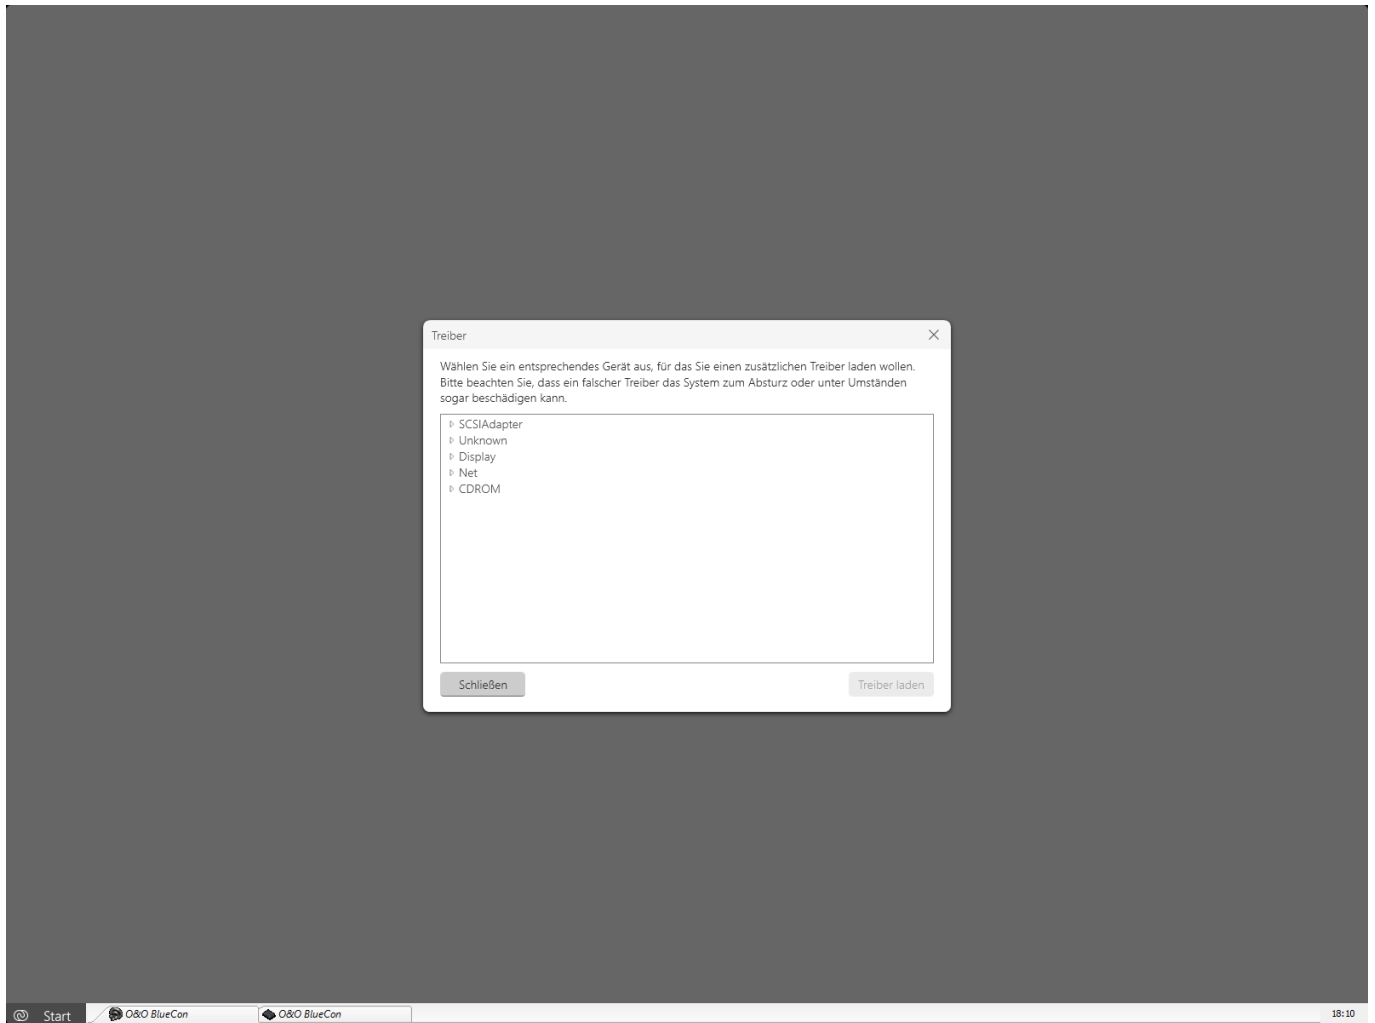 Treiber
Wählen Sie ein entsprechendes Gerät aus, für das Sie einen zusätzlichen Treiber laden wollen.
Bitte beachten Sie, dass ein falscher Treiber das System zum Absturz oder unter Umständen
sogar beschädigen kann.
SCSIAdapter
Unknown
Display
Net
CDROM
Schließen
Treiber laden
Start
O&O BlueCon
O&O BlueCon
18:10